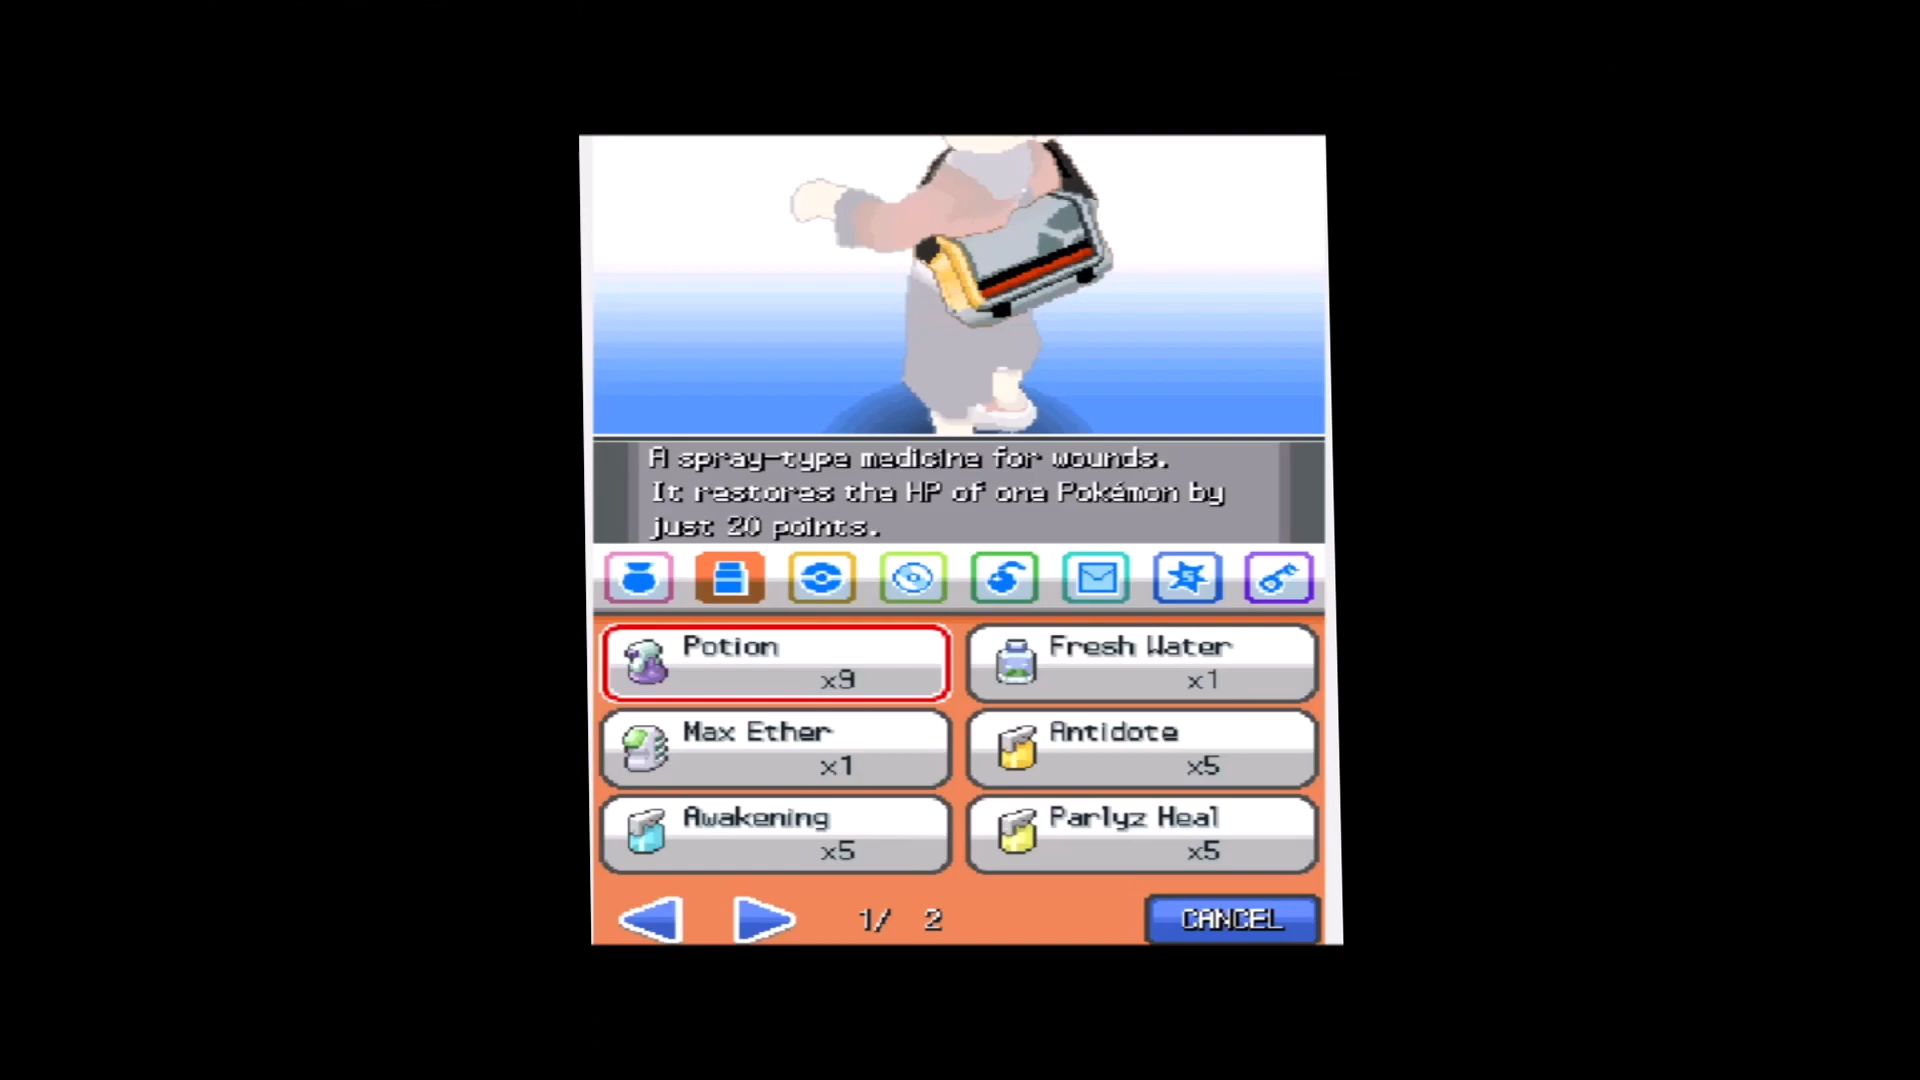 A spray-type medicine for wounds.
It restores the HP of one Pokémon by
just 20 points.
Potion
x9
Fresh Water
x1
Max Ether
x1
Antidote
x5
Awakening
x5
Parlyz Heal
x5
1/ 2
CANCEL